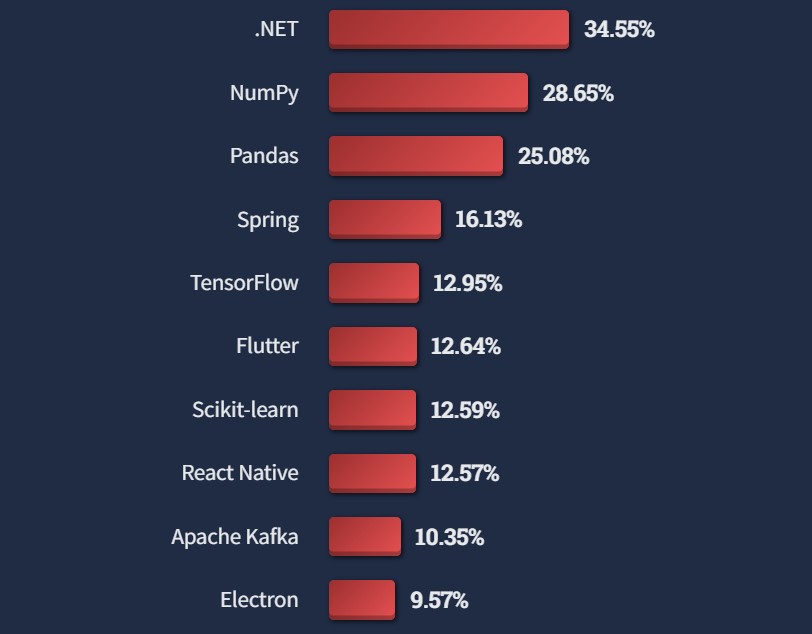 .NET 34.55%
NumPy 28.65%
Pandas 25.08%
Spring 16.13%
TensorFlow 12.95%
Flutter 12.64%
Scikit-learn 12.59%
React Native 12.57%
Apache Kafka 10.35%
Electron 9.57%